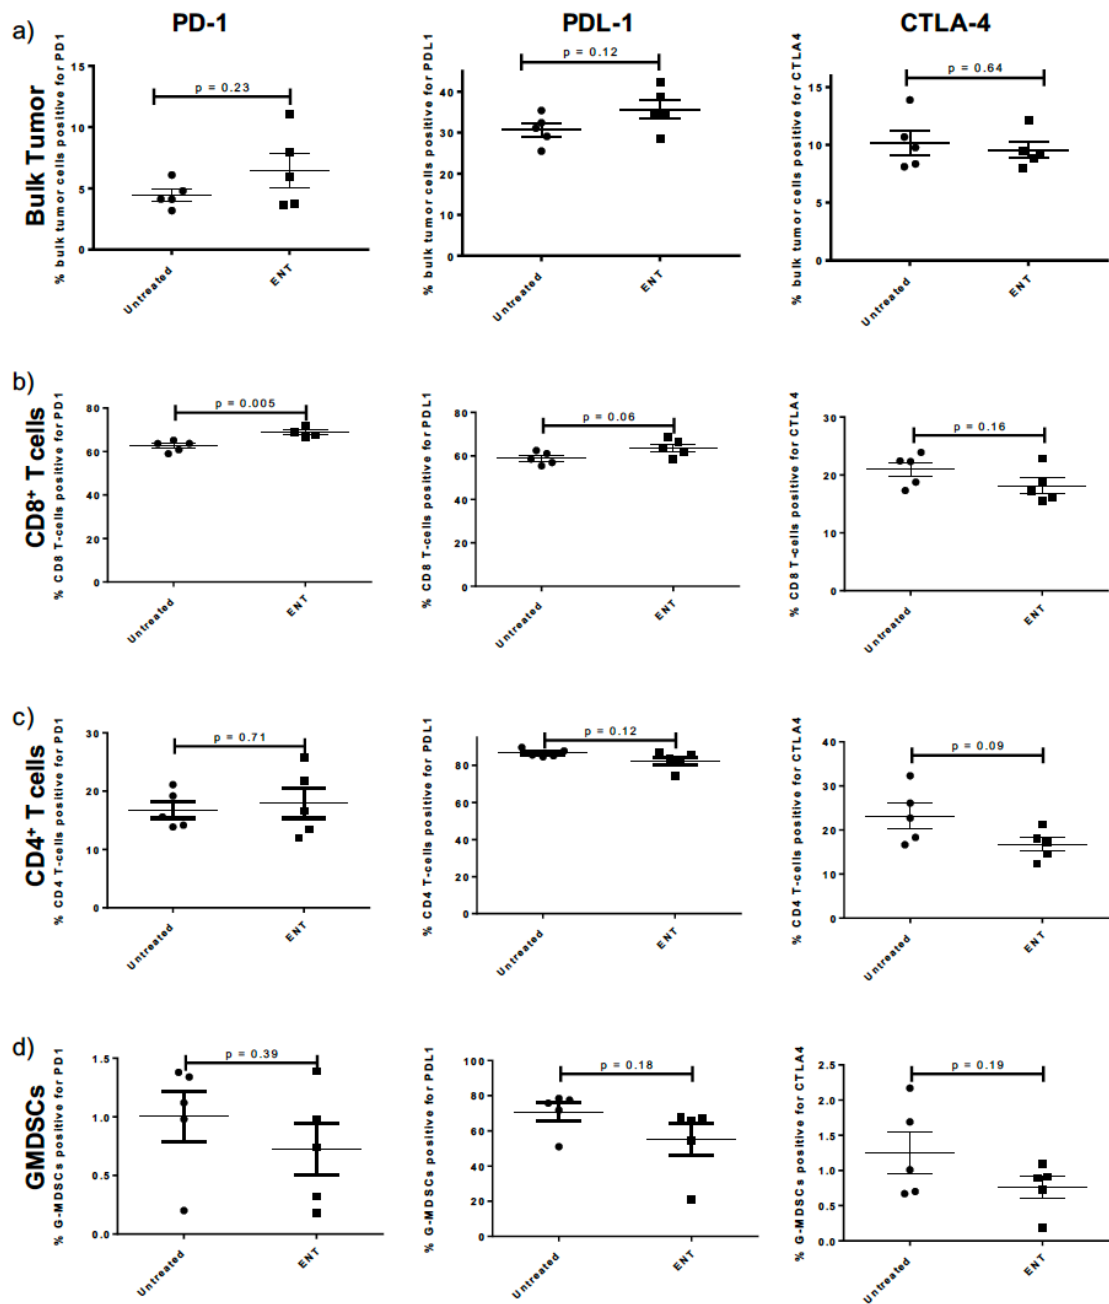 PD-1
PDL-1
CTLA-4
a)
Bulk Tumor
% bulk tumor cells positive for PD1
15
10
5
0
p = 0.23
Untreated
ENT
% bulk tumor cells positive for PDL1
40
30
20
10
0
p = 0.12
Untreated
ENT
% bulk tumor cells positive for CTLA4
15
10
5
0
p = 0.64
Untreated
ENT
b)
CD8⁺ T cells
% CD8 T-cells positive for PD1
80
60
40
20
0
p = 0.005
Untreated
ENT
% CD8 T-cells positive for PDL1
80
60
40
20
0
p = 0.06
Untreated
ENT
% CD8 T-cells positive for CTLA4
30
20
10
0
p = 0.16
Untreated
ENT
c)
CD4⁺ T cells
% CD4 T-cells positive for PD1
30
20
10
0
p = 0.71
Untreated
ENT
% CD4 T-cells positive for PDL1
80
60
40
20
0
p = 0.12
Untreated
ENT
% CD4 T-cells positive for CTLA4
40
30
20
10
0
p = 0.09
Untreated
ENT
d)
GMDSCs
% G-MDSCs positive for PD1
1.5
1.0
0.5
0.0
p = 0.39
Untreated
ENT
% G-MDSCs positive for PDL1
100
80
60
40
20
0
p = 0.18
Untreated
ENT
% G-MDSCs positive for CTLA4
2.5
2.0
1.5
1.0
0.5
0.0
p = 0.19
Untreated
ENT